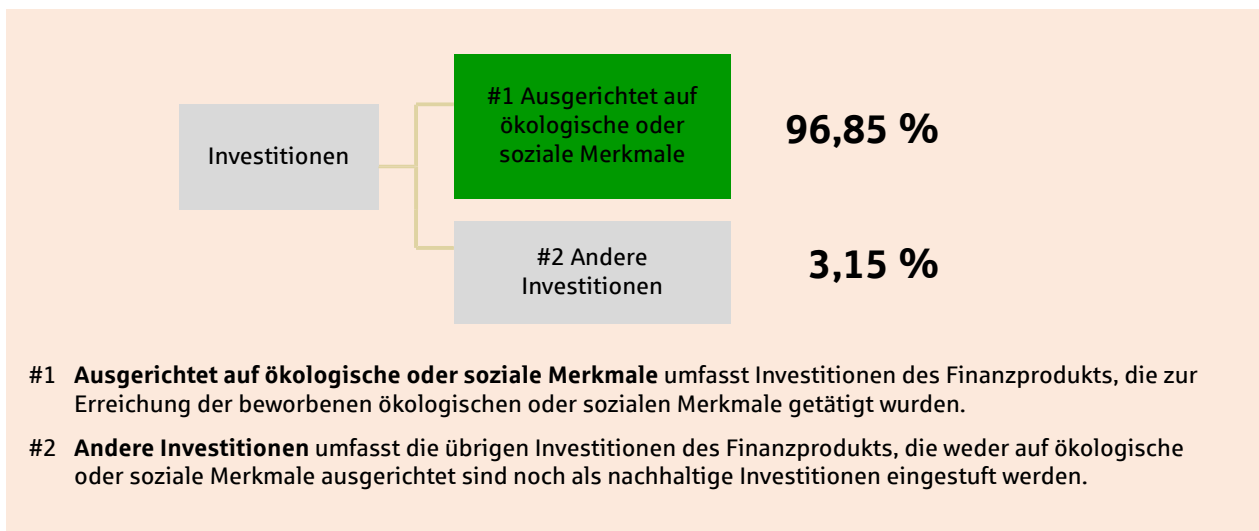 #1 Ausgerichtet auf
ökologische oder
soziale Merkmale
96,85 %
Investitionen
#2 Andere
Investitionen
3,15 %
#1 Ausgerichtet auf ökologische oder soziale Merkmale umfasst Investitionen des Finanzprodukts, die zur
Erreichung der beworbenen ökologischen oder sozialen Merkmale getätigt wurden.
#2 Andere Investitionen umfasst die übrigen Investitionen des Finanzprodukts, die weder auf ökologische
oder soziale Merkmale ausgerichtet sind noch als nachhaltige Investitionen eingestuft werden.